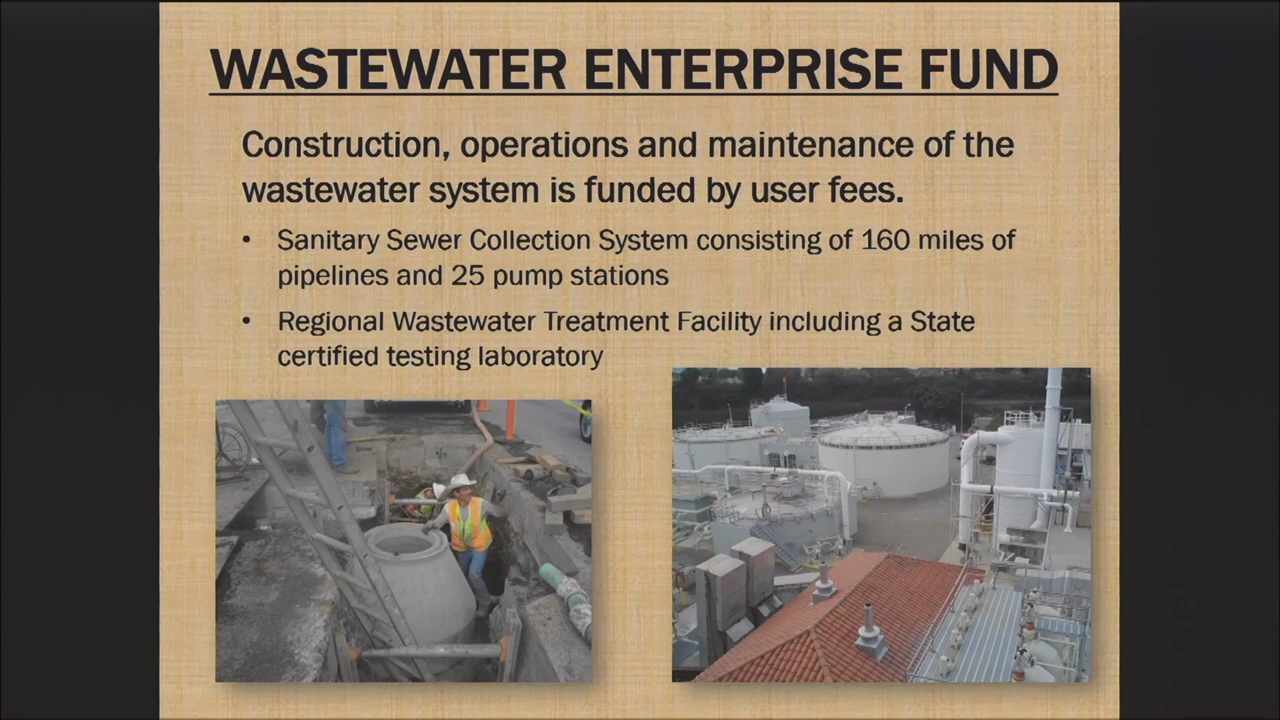 WASTEWATER ENTERPRISE FUND
Construction, operations and maintenance of the
wastewater system is funded by user fees.
• Sanitary Sewer Collection System consisting of 160 miles of
pipelines and 25 pump stations
• Regional Wastewater Treatment Facility including a State
certified testing laboratory